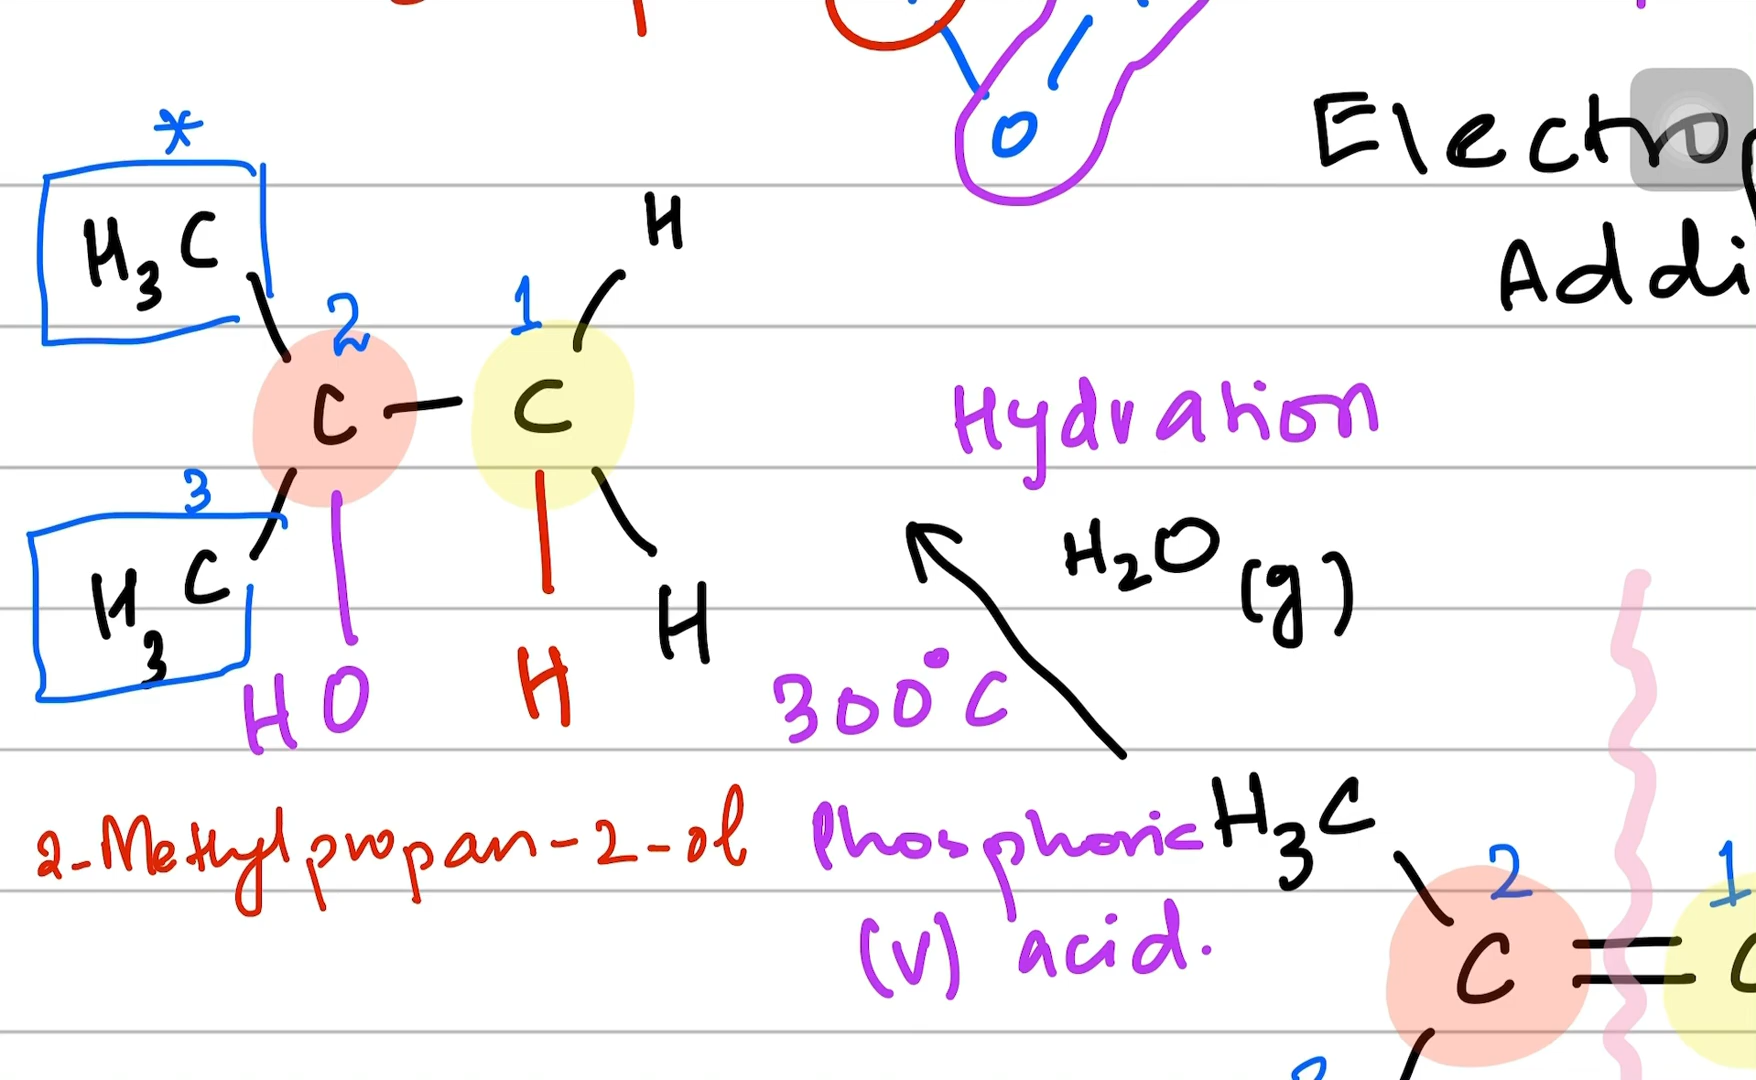 O
Electro
Addi
*
H₃C
H
2
1
C – C
Hydration
3
H₃C
H₂O (g)
H
HO
H
300°C
2-Methylpropan-2-ol
Phosphoric
(V) acid.
H₃C
2
1
C = C